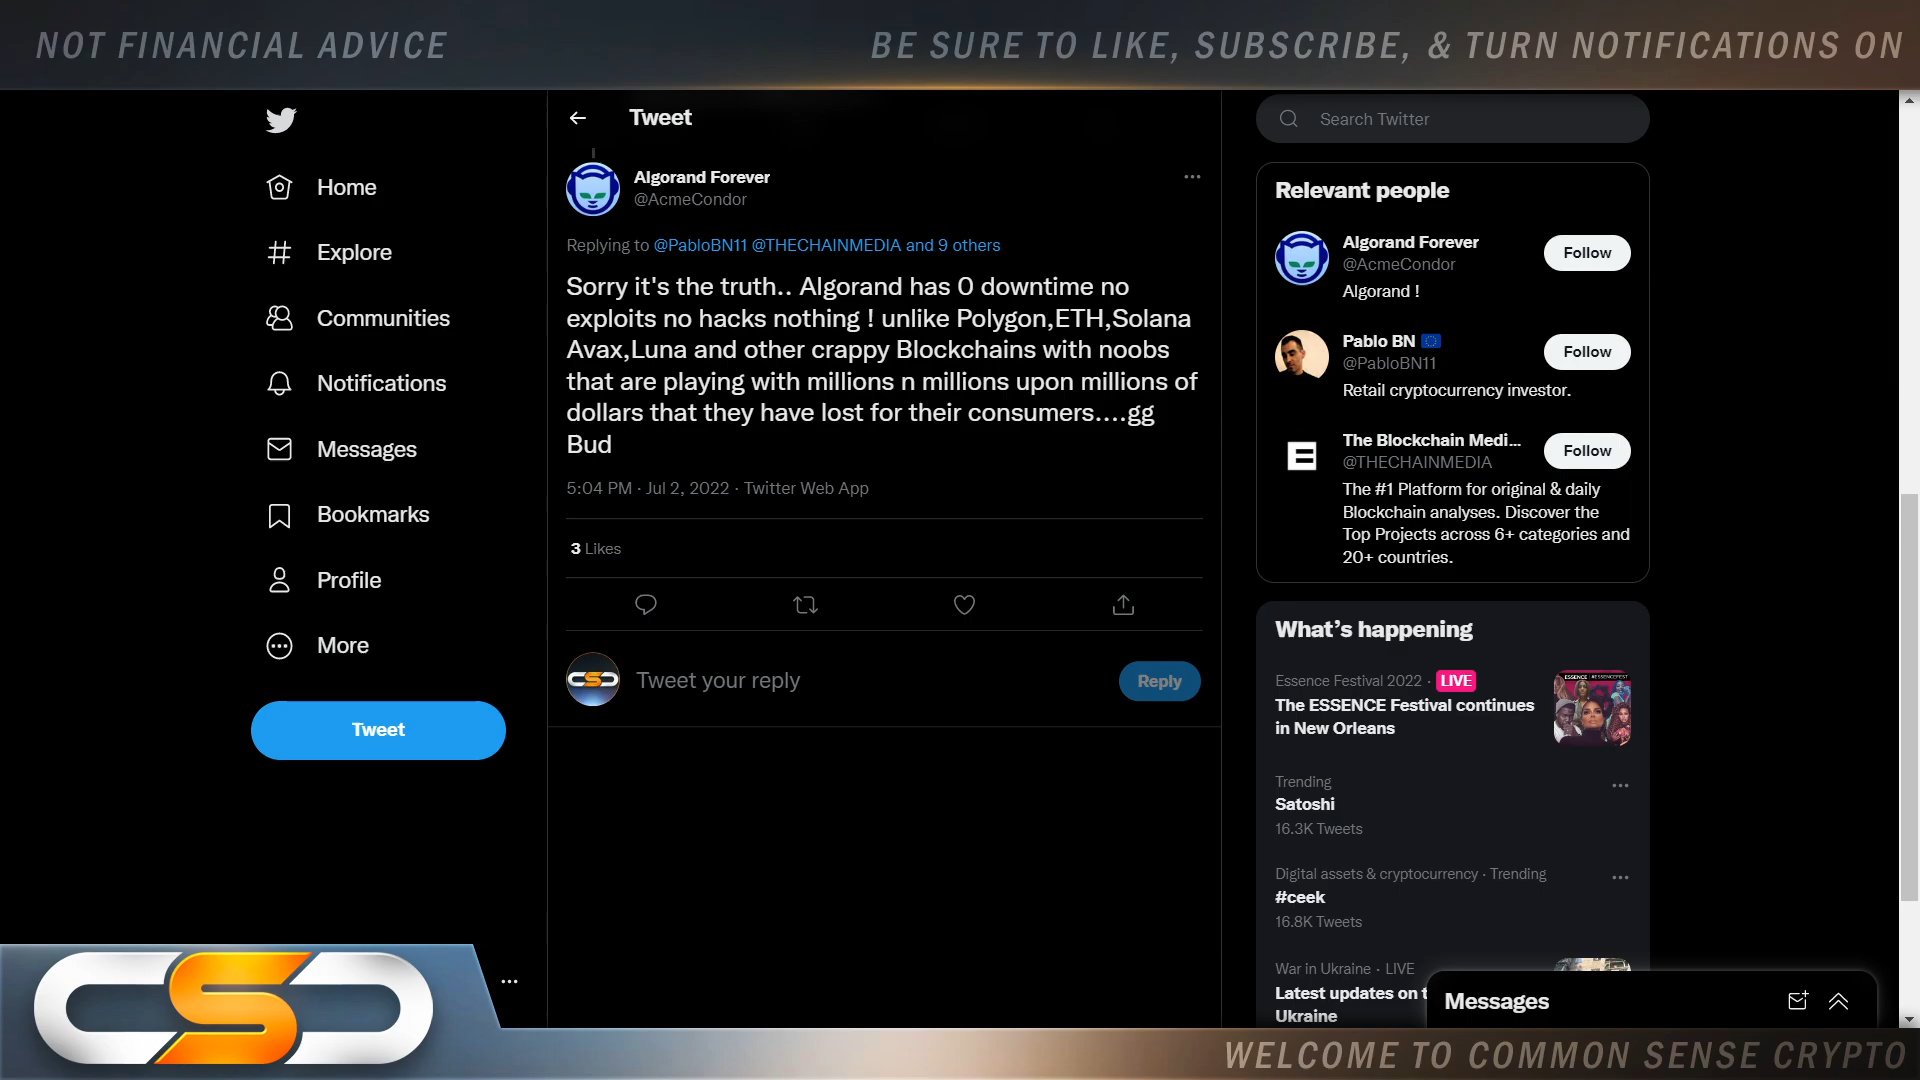 NOT FINANCIAL ADVICE
BE SURE TO LIKE, SUBSCRIBE, & TURN NOTIFICATIONS ON
Home
Explore
Communities
Notifications
Messages
Bookmarks
Profile
More
Tweet
Tweet
Algorand Forever
@AcmeCondor
Replying to @PabloBN11 @THECHAINMEDIA and 9 others
Sorry it's the truth.. Algorand has 0 downtime no
exploits no hacks nothing ! unlike Polygon,ETH,Solana
Avax,Luna and other crappy Blockchains with noobs
that are playing with millions n millions upon millions of
dollars that they have lost for their consumers....gg
Bud
5:04 PM · Jul 2, 2022 · Twitter Web App
3 Likes
CSC
Tweet your reply
Reply
Search Twitter
Relevant people
Algorand Forever
@AcmeCondor
Follow
Algorand !
Pablo BN
@PabloBN11
Follow
Retail cryptocurrency investor.
The Blockchain Medi...
@THECHAINMEDIA
Follow
The #1 Platform for original & daily
Blockchain analyses. Discover the
Top Projects across 6+ categories and
20+ countries.
What's happening
Essence Festival 2022 · LIVE
The ESSENCE Festival continues
in New Orleans
ESSENCE #ESSENCEFEST
Trending
Satoshi
16.3K Tweets
Digital assets & cryptocurrency · Trending
#ceek
16.8K Tweets
War in Ukraine · LIVE
Latest updates on t
Ukraine
Messages
CSC
WELCOME TO COMMON SENSE CRYPTO